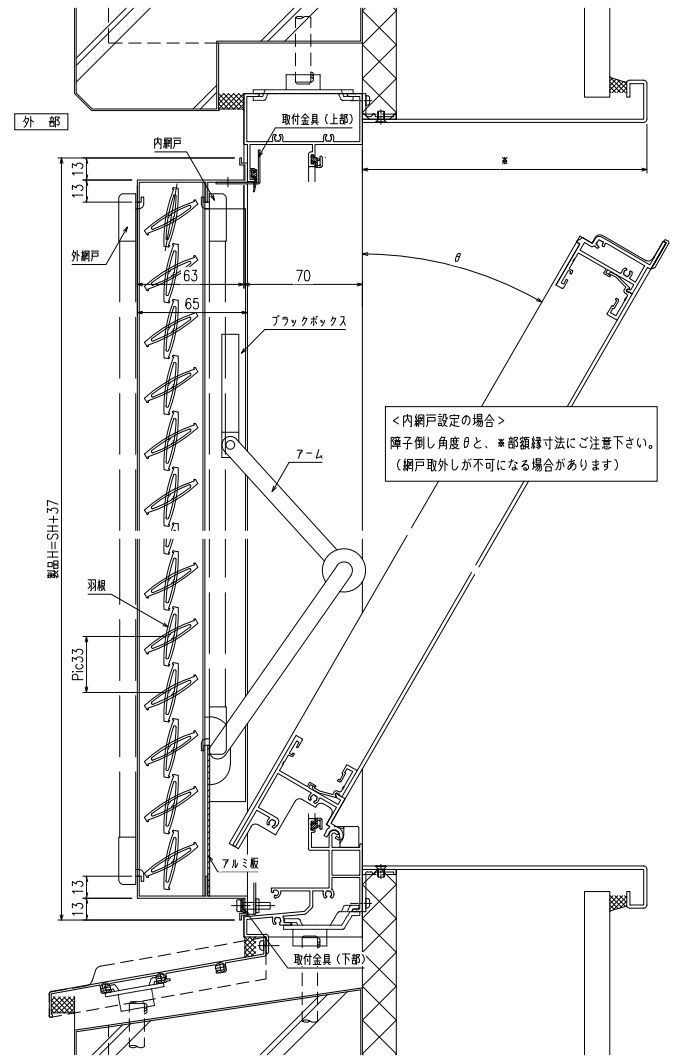 外 部
取付金具(上部)
内網戸
※
13 13
外網戸
θ
63
70
65
ブラックボックス
<内網戸設定の場合>
障子倒し角度θと、※部額縁寸法にご注意下さい。
(網戸取外しが不可になる場合があります)
アーム
製品H=SH+37
羽根
Pic33
アルミ板
13 13
取付金具(下部)